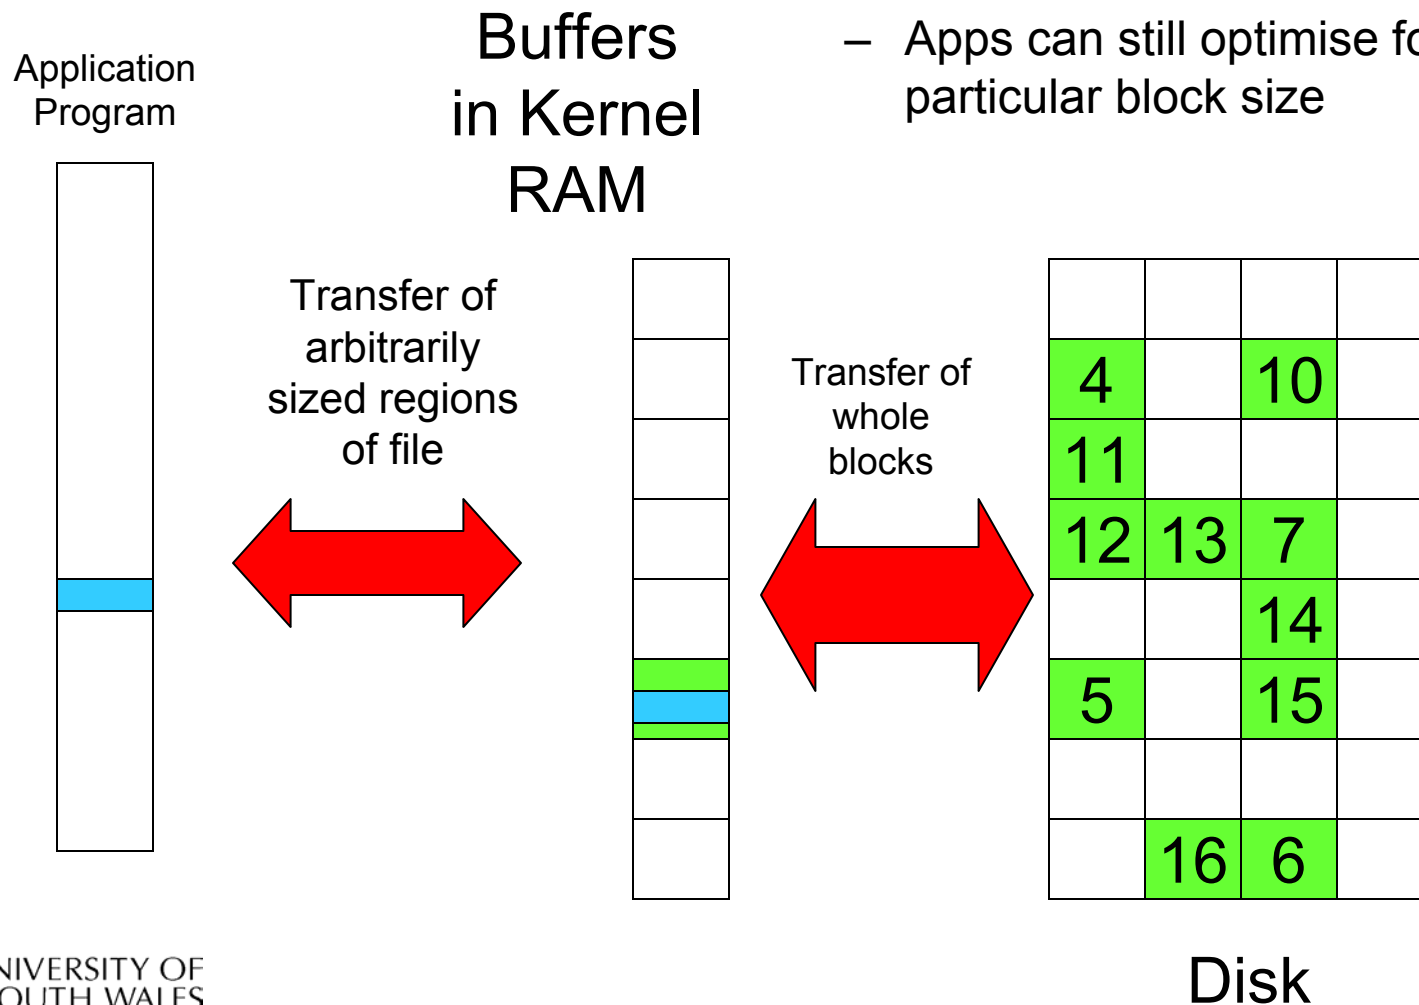 Application
Program
Buffers
in Kernel
RAM
– Apps can still optimise fo
particular block size
Transfer of
arbitrarily
sized regions
of file
Transfer of
whole
blocks
4 10
11
12 13 7
14
5 15
16 6
Disk
NIVERSITY OF
OUTH WALES